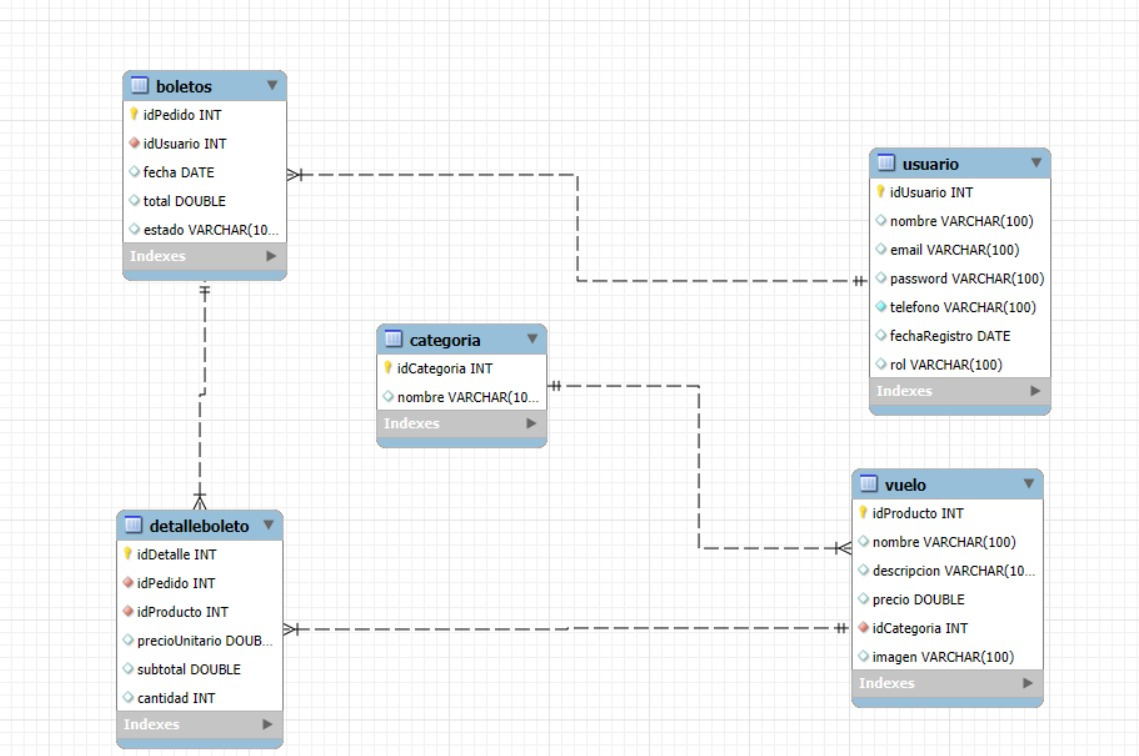 boletos
idPedido INT
idUsuario INT
fecha DATE
total DOUBLE
estado VARCHAR(10...
Indexes
usuario
idUsuario INT
nombre VARCHAR(100)
email VARCHAR(100)
password VARCHAR(100)
telefono VARCHAR(100)
fechaRegistro DATE
rol VARCHAR(100)
Indexes
categoria
idCategoria INT
nombre VARCHAR(10...
Indexes
vuelo
idProducto INT
nombre VARCHAR(100)
descripcion VARCHAR(10...
precio DOUBLE
idCategoria INT
imagen VARCHAR(100)
Indexes
detalleboleto
idDetalle INT
idPedido INT
idProducto INT
precioUnitario DOUB...
subtotal DOUBLE
cantidad INT
Indexes